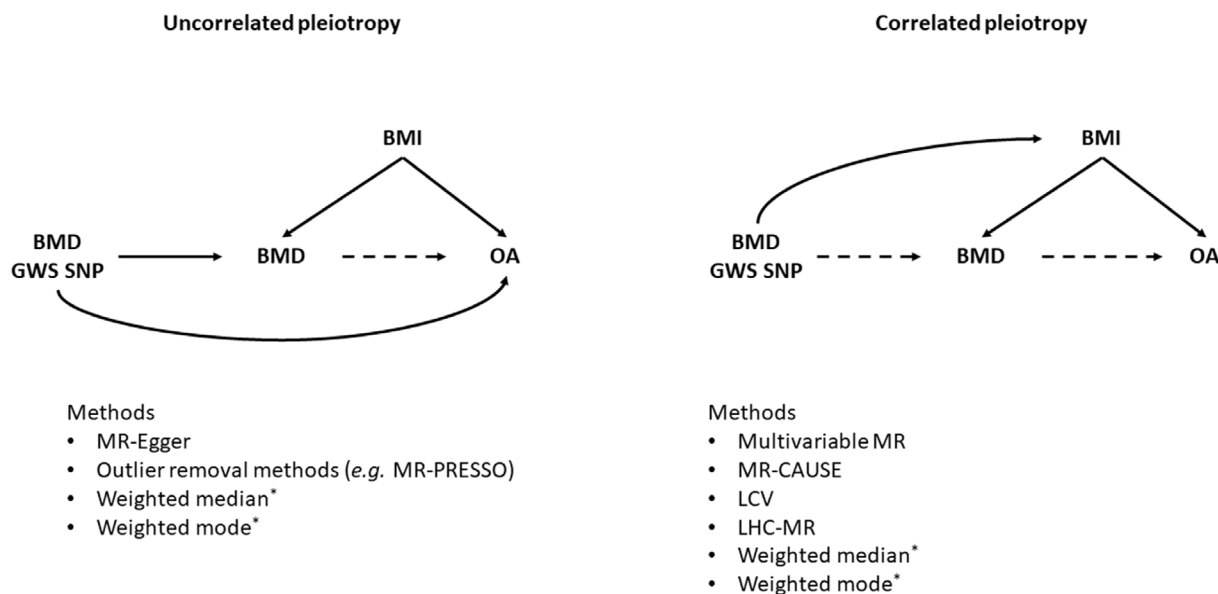 Uncorrelated pleiotropy
BMI
BMD
GWS SNP
BMD
OA
Methods
• MR-Egger
• Outlier removal methods (e.g. MR-PRESSO)
• Weighted median*
• Weighted mode*
Correlated pleiotropy
BMI
BMD
GWS SNP
BMD
OA
Methods
• Multivariable MR
• MR-CAUSE
• LCV
• LHC-MR
• Weighted median*
• Weighted mode*